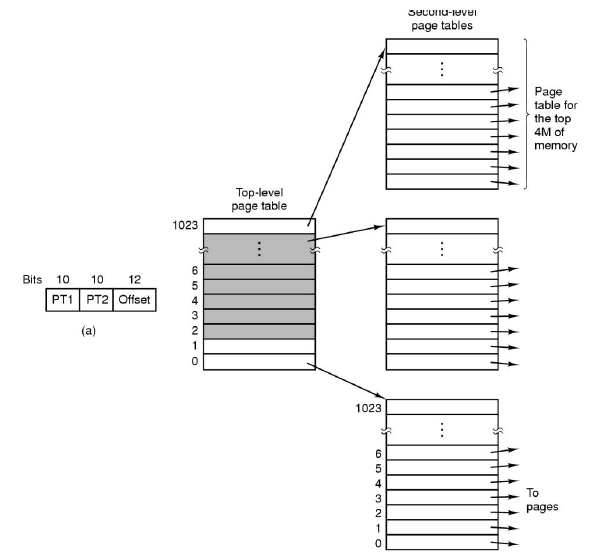 Second-level
page tables
Page
table for
the top
4M of
memory
Top-level
page table
1023
6
5
4
3
2
1
0
Bits 10 10 12
PT1 PT2 Offset
(a)
1023
6
5
4
3
2
1
0
To
pages